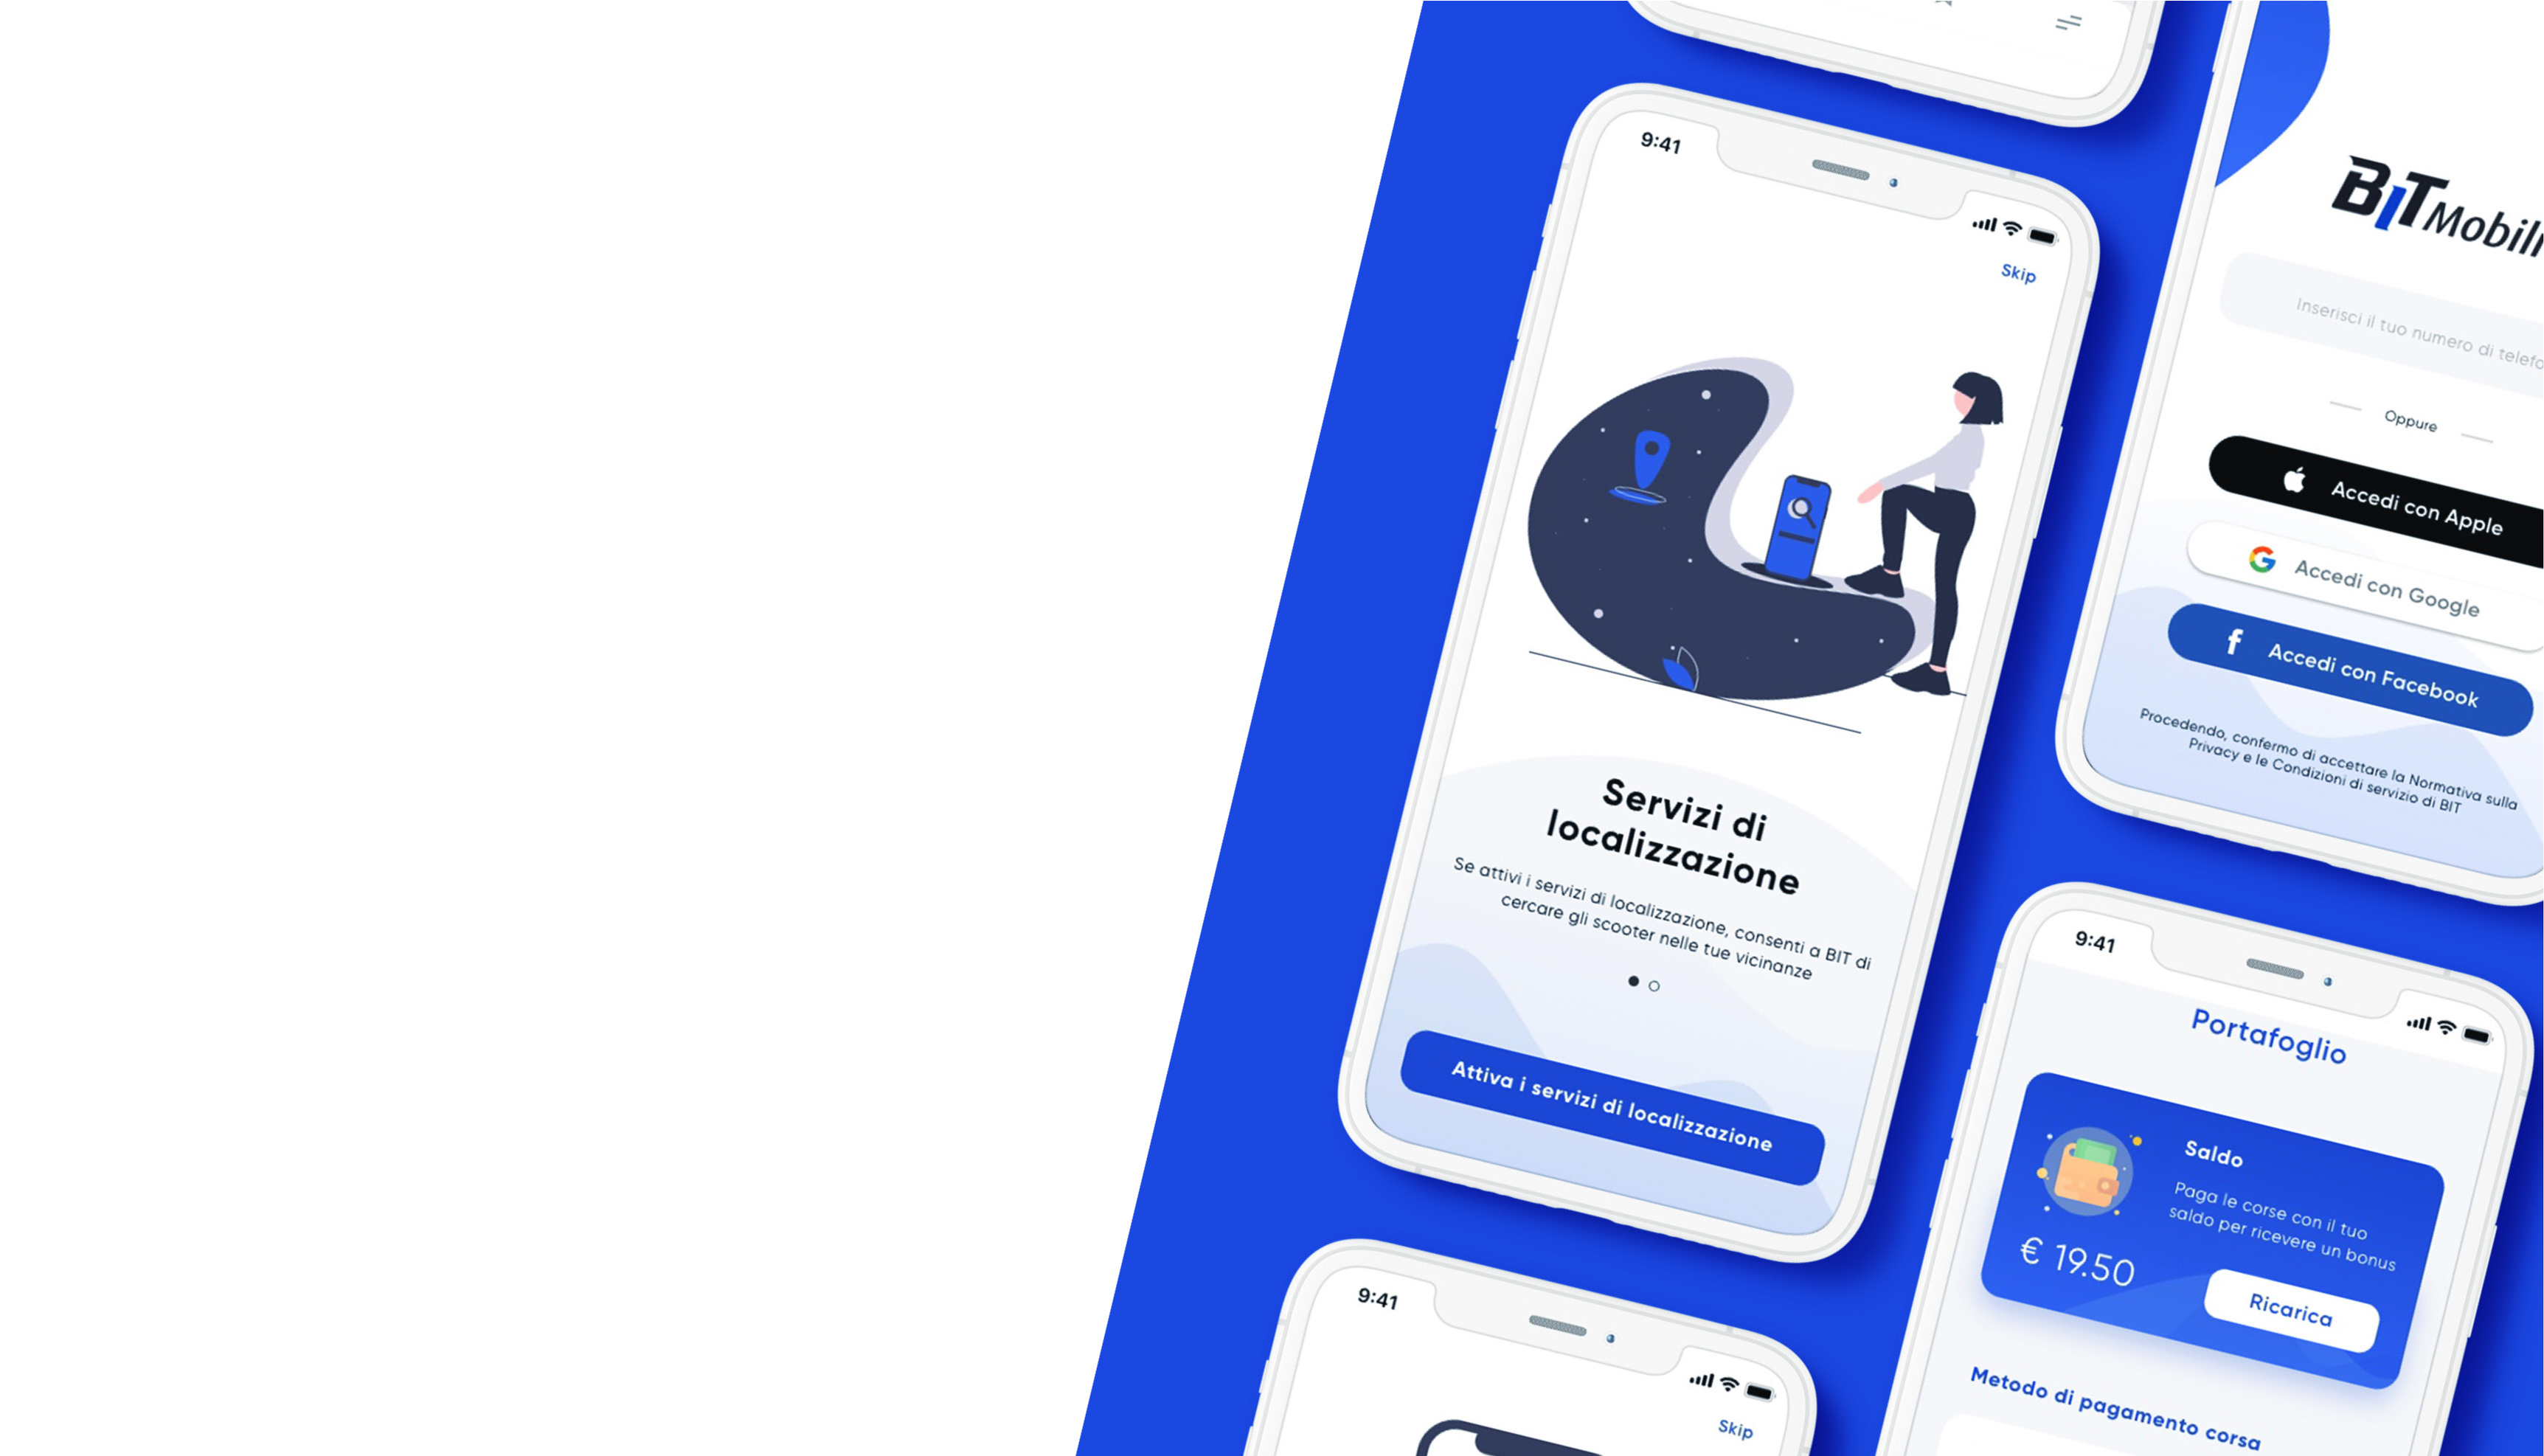 9:41
Skip
Servizi di
localizzazione
Se attivi i servizi di localizzazione, consenti a BIT di
cercare gli scooter nelle tue vicinanze
Attiva i servizi di localizzazione
BiT Mobili
Inserisci il tuo numero di telefo
Oppure
Accedi con Apple
Accedi con Google
f Accedi con Facebook
Procedendo, confermo di accettare la Normativa sulla
Privacy e le Condizioni di servizio di BIT
9:41
Portafoglio
Saldo
Paga le corse con il tuo
saldo per ricevere un bonus
€ 19.50
Ricarica
Metodo di pagamento corsa
9:41
Skip